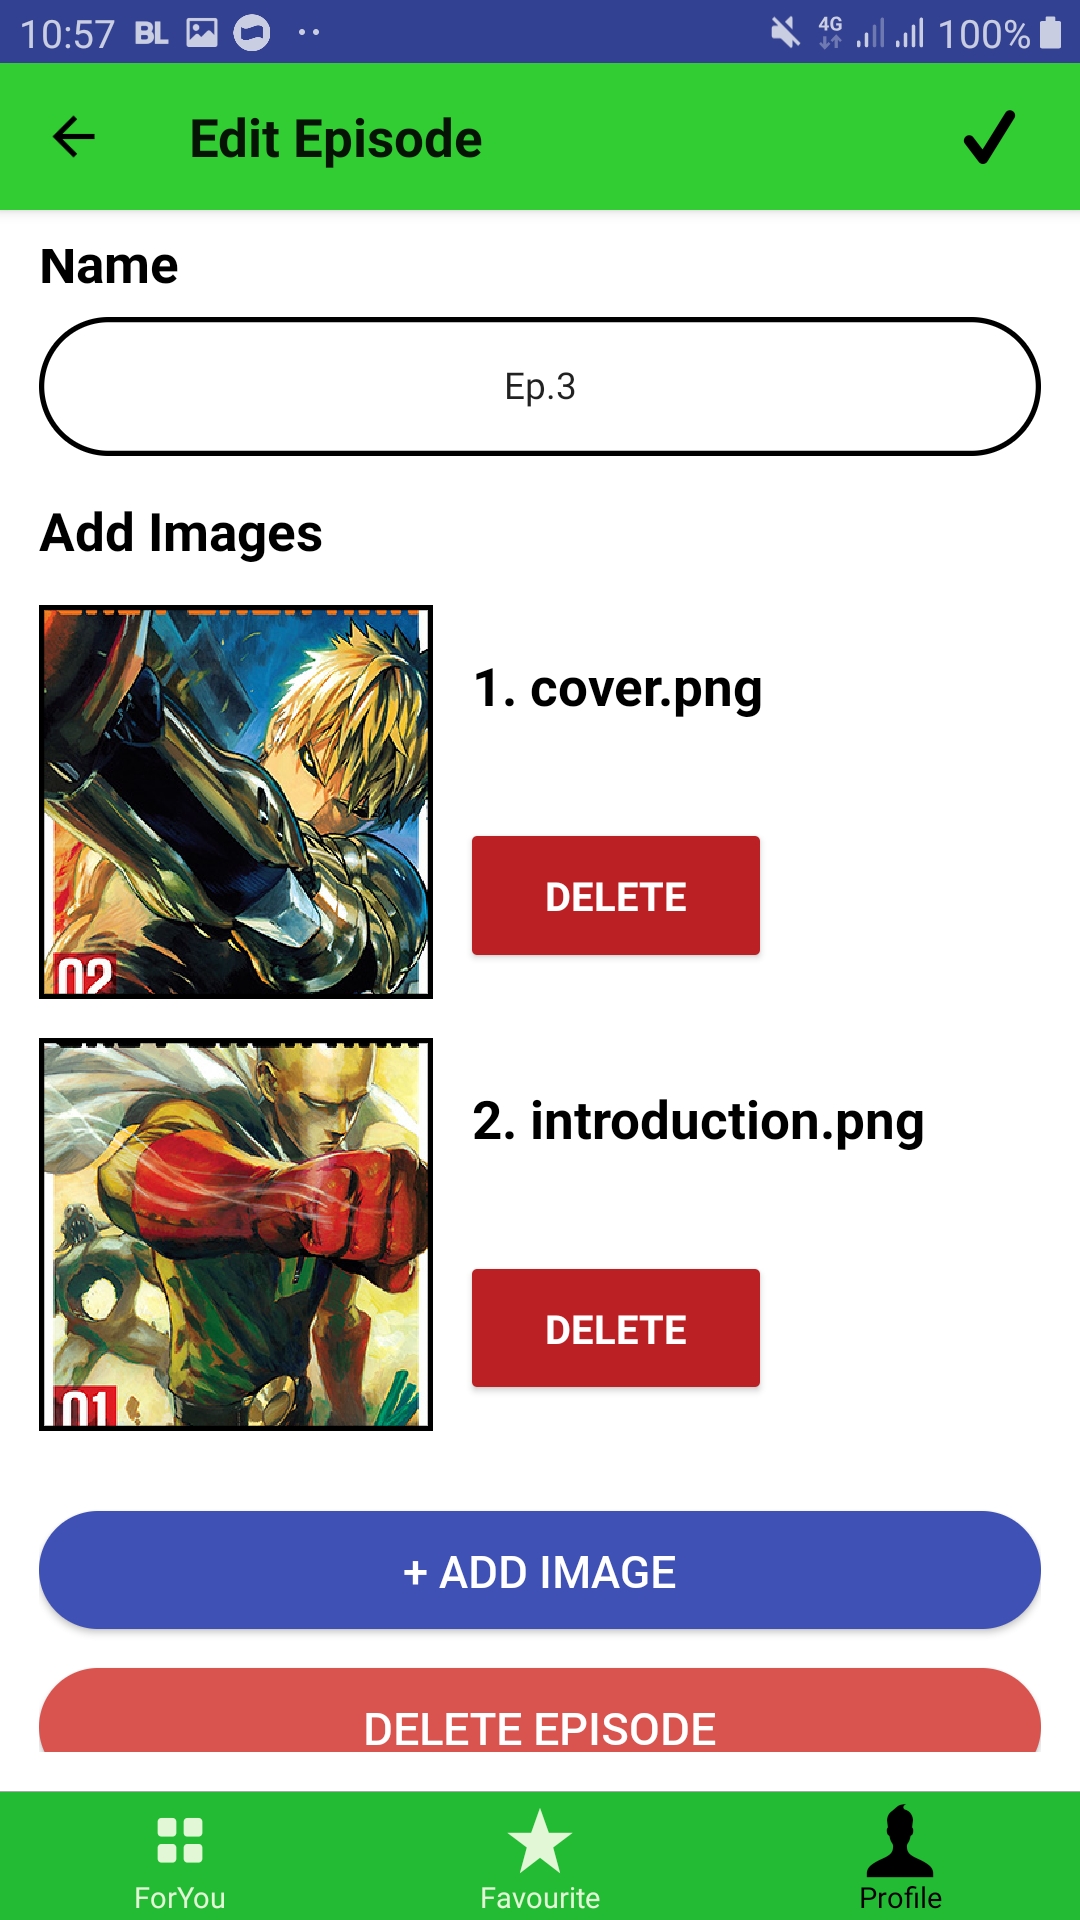 10:57 BL 4G 100%
Edit Episode
Name
Ep.3
Add Images
1. cover.png
DELETE
02
2. introduction.png
DELETE
01
+ ADD IMAGE
DELETE EPISODE
ForYou Favourite Profile